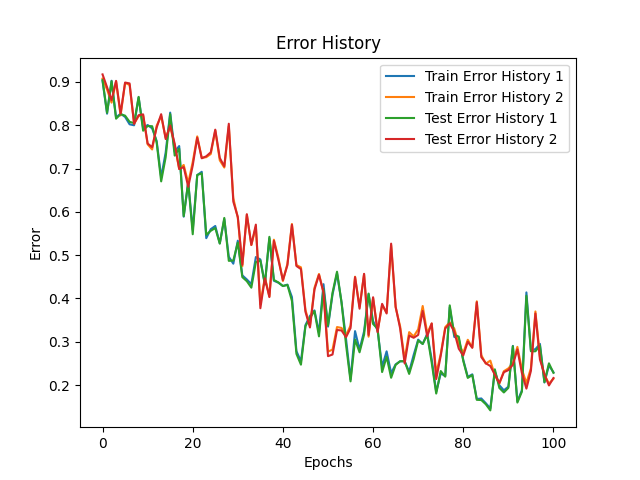 Error History
Train Error History 1
Train Error History 2
Test Error History 1
Test Error History 2
Error
0.9
0.8
0.7
0.6
0.5
0.4
0.3
0.2
0
20
40
60
80
100
Epochs